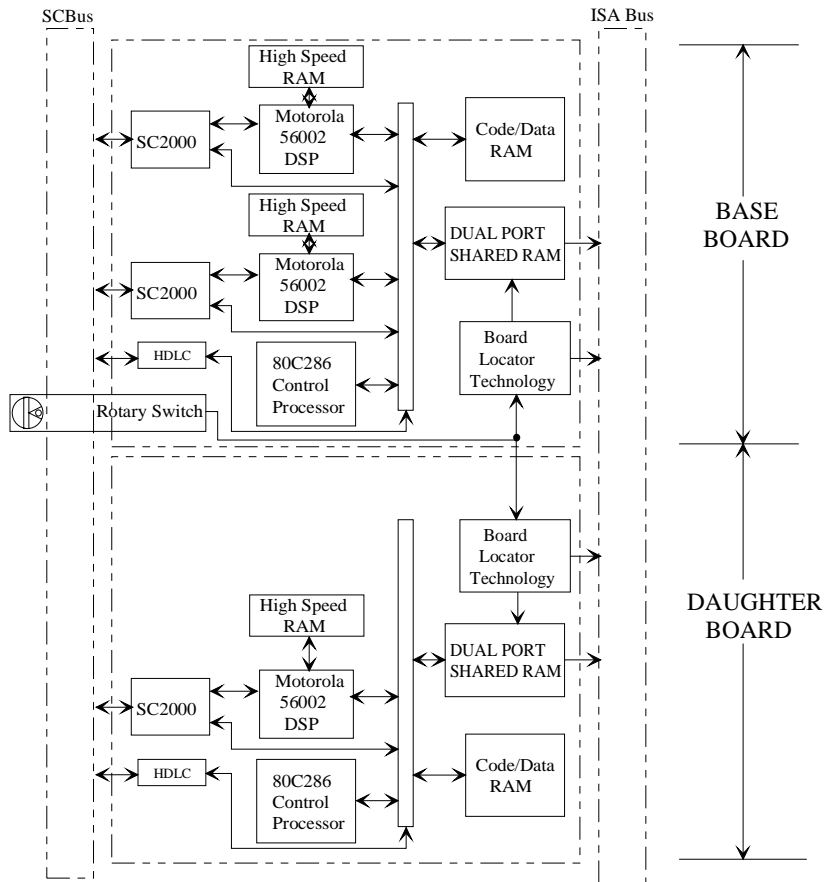 SCBus
ISA Bus
High Speed
RAM
SC2000
Motorola
56002
DSP
Code/Data
RAM
High Speed
RAM
SC2000
Motorola
56002
DSP
DUAL PORT
SHARED RAM
BASE
BOARD
HDLC
80C286
Control
Processor
Board
Locator
Technology
Rotary Switch
Board
Locator
Technology
High Speed
RAM
DUAL PORT
SHARED RAM
DAUGHTER
BOARD
SC2000
Motorola
56002
DSP
HDLC
80C286
Control
Processor
Code/Data
RAM